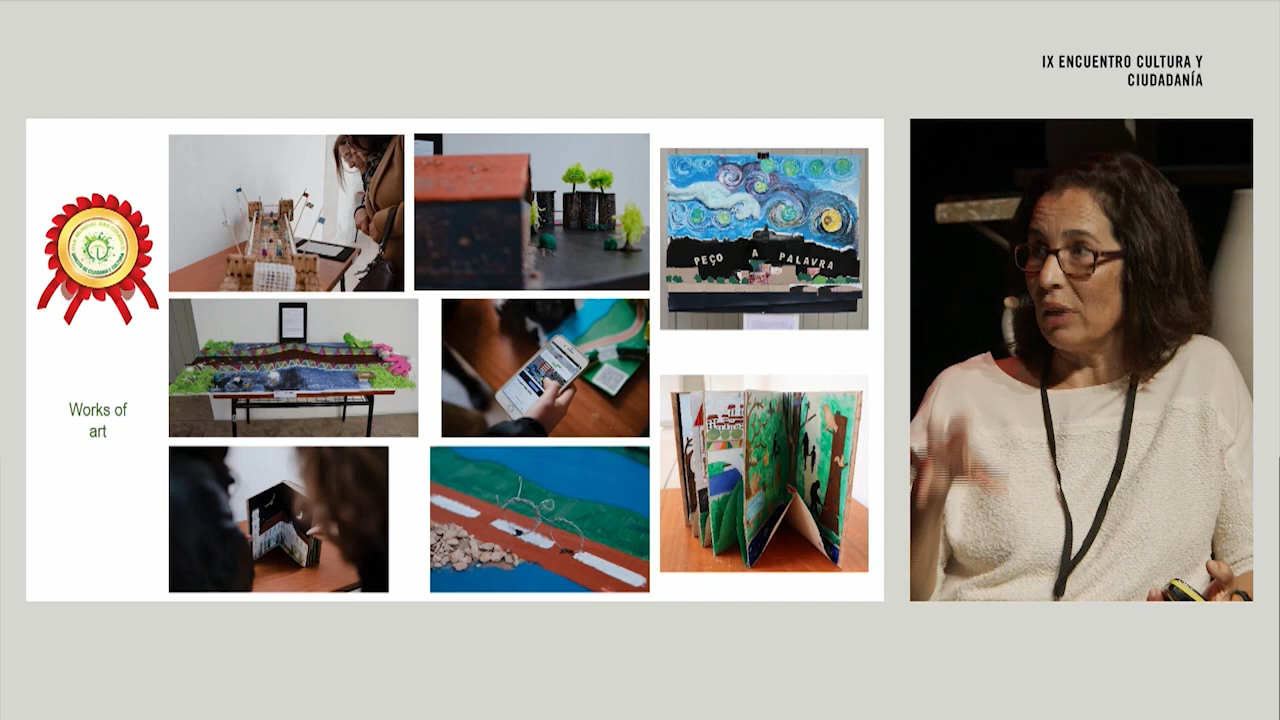 IX ENCUENTRO CULTURA Y
CIUDADANÍA
PEÇO A PALAVRA
Works of
art